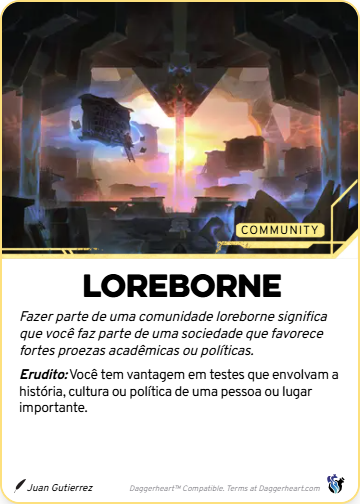 COMMUNITY
LOREBORNE
Fazer parte de uma comunidade loreborne significa
que você faz parte de uma sociedade que favorece
fortes proezas acadêmicas ou políticas.
Erudito: Você tem vantagem em testes que envolvam a
história, cultura ou política de uma pessoa ou lugar
importante.
Juan Gutierrez
Daggerheart™ Compatible. Terms at Daggerheart.com